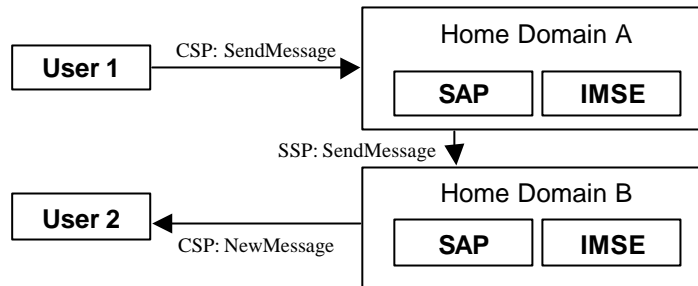 Home Domain A
CSP: SendMessage
User 1
SAP
IMSE
SSP: SendMessage
Home Domain B
User 2
SAP
IMSE
CSP: NewMessage